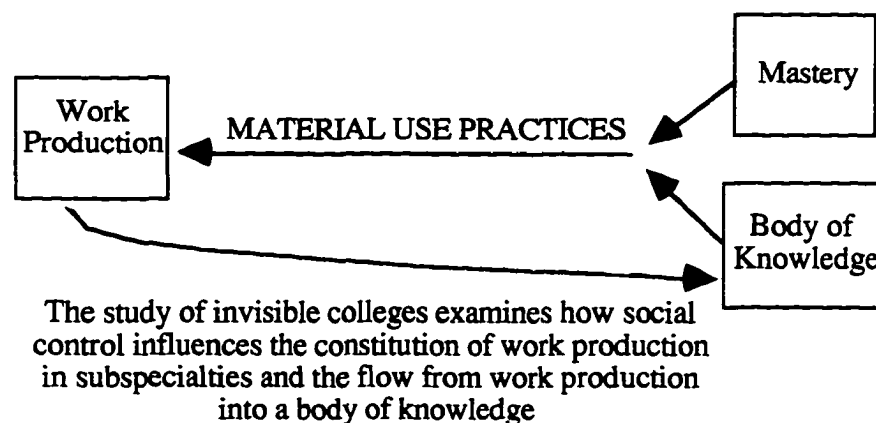 Mastery
Work
Production
MATERIAL USE PRACTICES
Body of
Knowledge
The study of invisible colleges examines how social
control influences the constitution of work production
in subspecialties and the flow from work production
into a body of knowledge